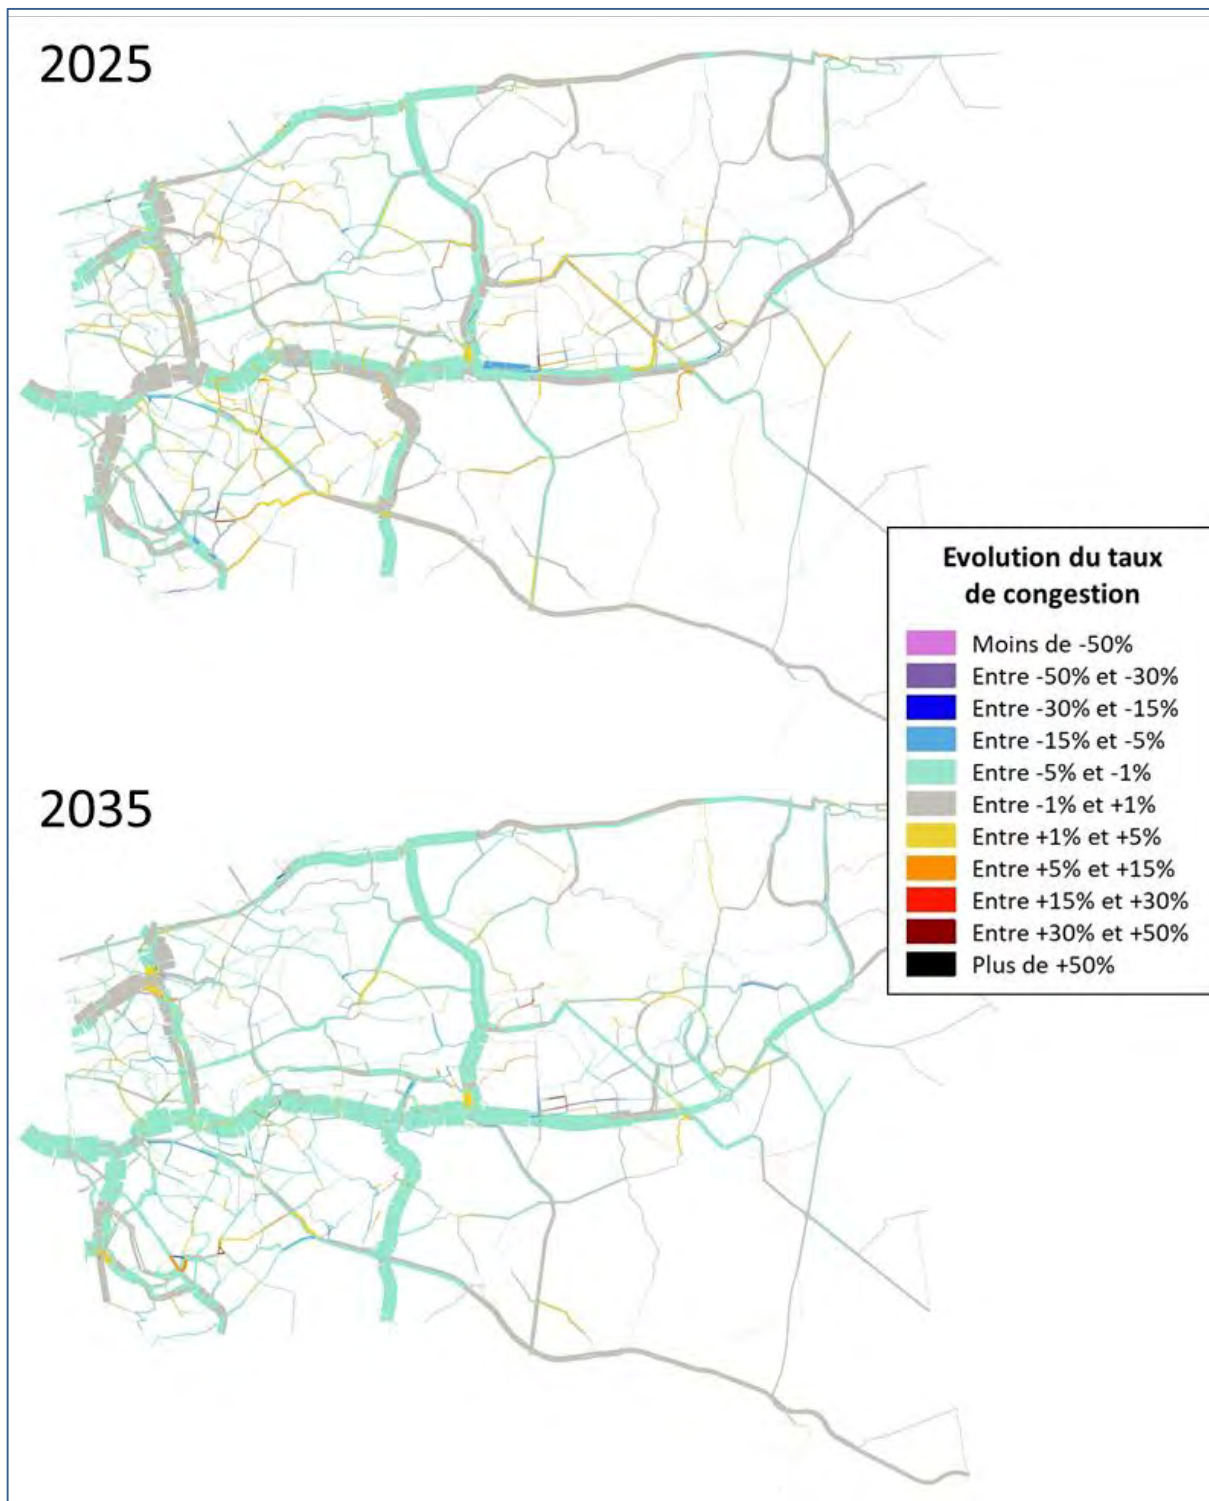 2025
Evolution du taux
de congestion
Moins de -50%
Entre -50% et -30%
Entre -30% et -15%
Entre -15% et -5%
Entre -5% et -1%
Entre -1% et +1%
Entre +1% et +5%
Entre +5% et +15%
Entre +15% et +30%
Entre +30% et +50%
Plus de +50%
2035